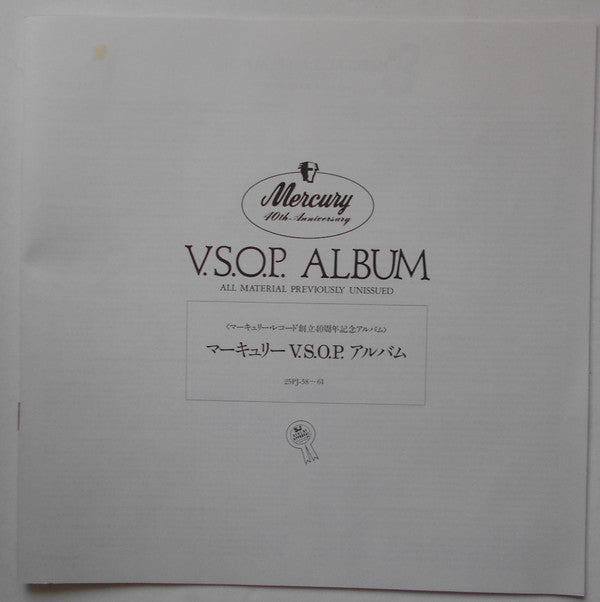 Mercury
40th-Anniversary
V.S.O.P. ALBUM
ALL MATERIAL PREVIOUSLY UNISSUED
〈マーキュリー・レコード創立40周年記念アルバム〉
マーキュリー V.S.O.P. アルバム
25PJ-58〜61
SJ